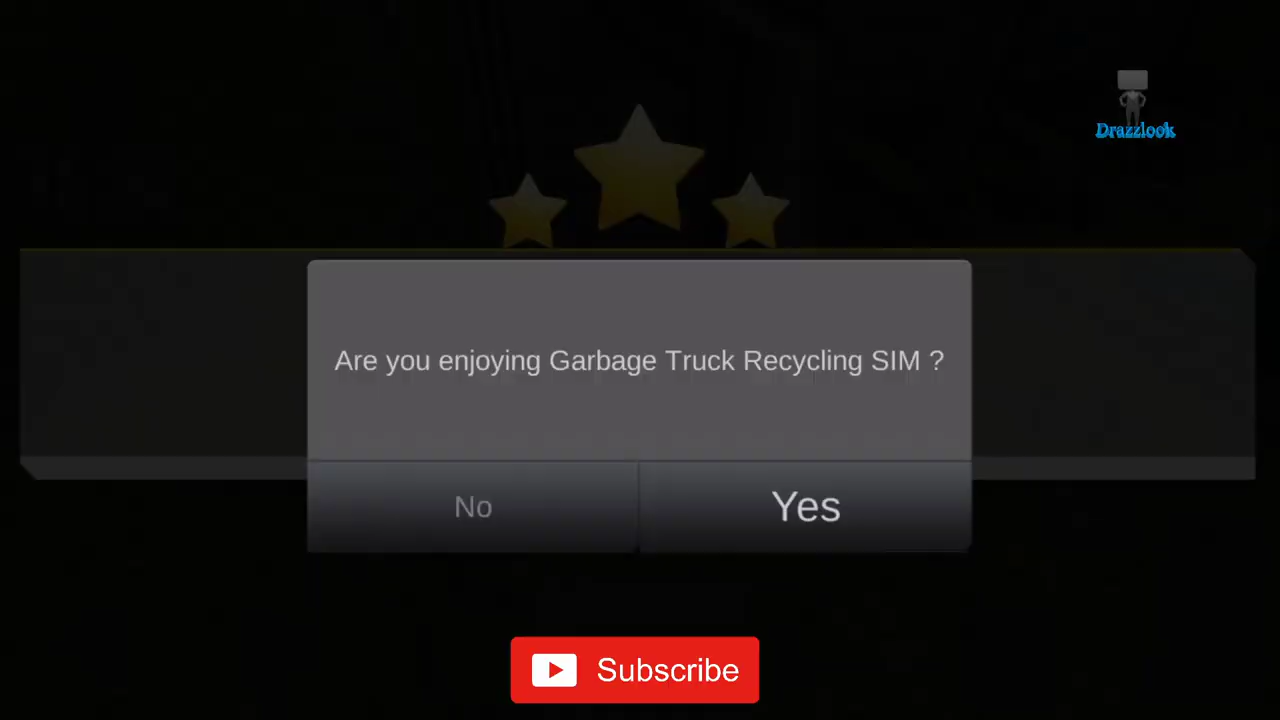 Drazzlook
Are you enjoying Garbage Truck Recycling SIM ?
No
Yes
Subscribe